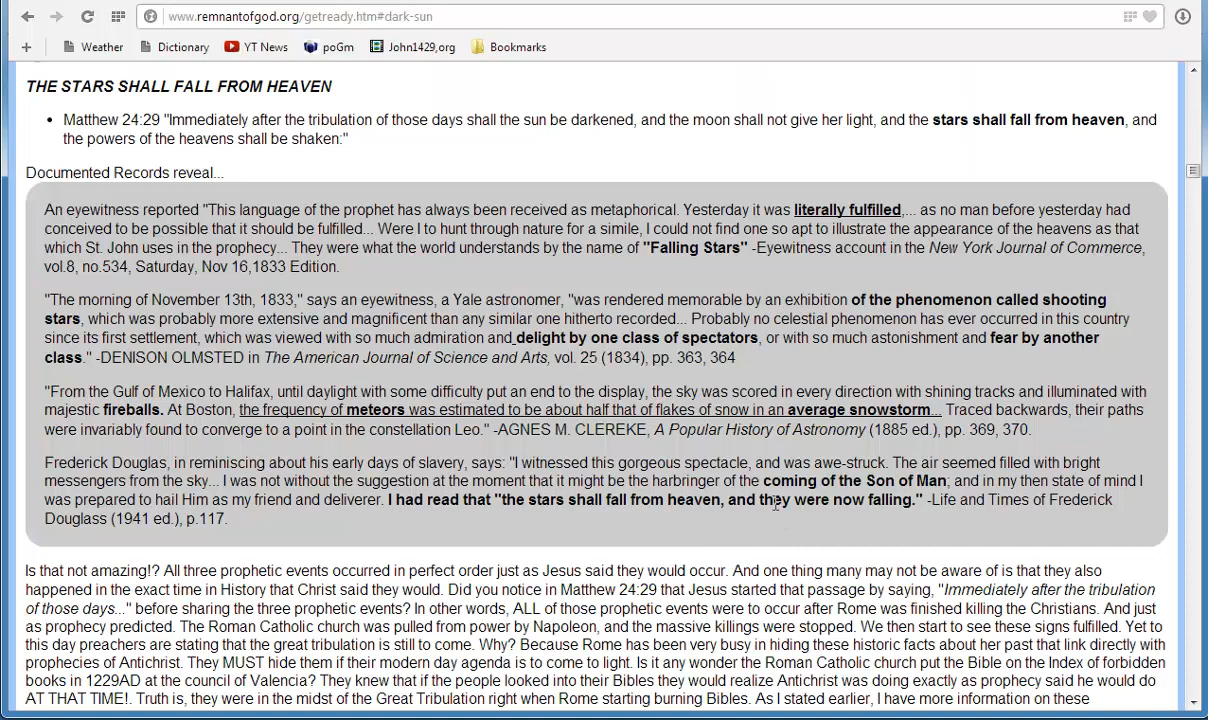 www.remnantofgod.org/getready.htm#dark-sun
Weather Dictionary YT News poGm John1429,org Bookmarks
THE STARS SHALL FALL FROM HEAVEN
• Matthew 24:29 "Immediately after the tribulation of those days shall the sun be darkened, and the moon shall not give her light, and the stars shall fall from heaven, and
the powers of the heavens shall be shaken:"
Documented Records reveal...
An eyewitness reported "This language of the prophet has always been received as metaphorical. Yesterday it was literally fulfilled,... as no man before yesterday had
conceived to be possible that it should be fulfilled... Were I to hunt through nature for a simile, I could not find one so apt to illustrate the appearance of the heavens as that
which St. John uses in the prophecy... They were what the world understands by the name of "Falling Stars" -Eyewitness account in the New York Journal of Commerce,
vol.8, no.534, Saturday, Nov 16,1833 Edition.
"The morning of November 13th, 1833," says an eyewitness, a Yale astronomer, "was rendered memorable by an exhibition of the phenomenon called shooting
stars, which was probably more extensive and magnificent than any similar one hitherto recorded... Probably no celestial phenomenon has ever occurred in this country
since its first settlement, which was viewed with so much admiration and delight by one class of spectators, or with so much astonishment and fear by another
class." -DENISON OLMSTED in The American Journal of Science and Arts, vol. 25 (1834), pp. 363, 364
"From the Gulf of Mexico to Halifax, until daylight with some difficulty put an end to the display, the sky was scored in every direction with shining tracks and illuminated with
majestic fireballs. At Boston, the frequency of meteors was estimated to be about half that of flakes of snow in an average snowstorm... Traced backwards, their paths
were invariably found to converge to a point in the constellation Leo." -AGNES M. CLEREKE, A Popular History of Astronomy (1885 ed.), pp. 369, 370.
Frederick Douglas, in reminiscing about his early days of slavery, says: "I witnessed this gorgeous spectacle, and was awe-struck. The air seemed filled with bright
messengers from the sky... I was not without the suggestion at the moment that it might be the harbringer of the coming of the Son of Man; and in my then state of mind I
was prepared to hail Him as my friend and deliverer. I had read that "the stars shall fall from heaven, and they were now falling." -Life and Times of Frederick
Douglass (1941 ed.), p.117.
Is that not amazing!? All three prophetic events occurred in perfect order just as Jesus said they would occur. And one thing many may not be aware of is that they also
happened in the exact time in History that Christ said they would. Did you notice in Matthew 24:29 that Jesus started that passage by saying, "Immediately after the tribulation
of those days..." before sharing the three prophetic events? In other words, ALL of those prophetic events were to occur after Rome was finished killing the Christians. And just
as prophecy predicted. The Roman Catholic church was pulled from power by Napoleon, and the massive killings were stopped. We then start to see these signs fulfilled. Yet to
this day preachers are stating that the great tribulation is still to come. Why? Because Rome has been very busy in hiding these historic facts about her past that link directly with
prophecies of Antichrist. They MUST hide them if their modern day agenda is to come to light. Is it any wonder the Roman Catholic church put the Bible on the Index of forbidden
books in 1229AD at the council of Valencia? They knew that if the people looked into their Bibles they would realize Antichrist was doing exactly as prophecy said he would do
AT THAT TIME!. Truth is, they were in the midst of the Great Tribulation right when Rome starting burning Bibles. As I stated earlier, I have more information on these